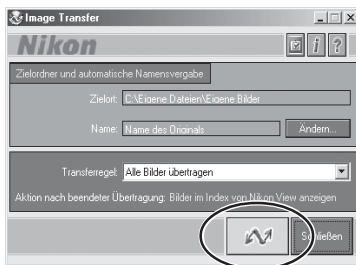 Image Transfer
Nikon
Zielordner und automatische Namensvergabe
Zielort: C:\Eigene Dateien\Eigene Bilder
Name: Name des Originals
Ändern...
Transferregel: Alle Bilder übertragen
Aktion nach beendeter Übertragung: Bilder im Index von Nikon View anzeigen
Schließen